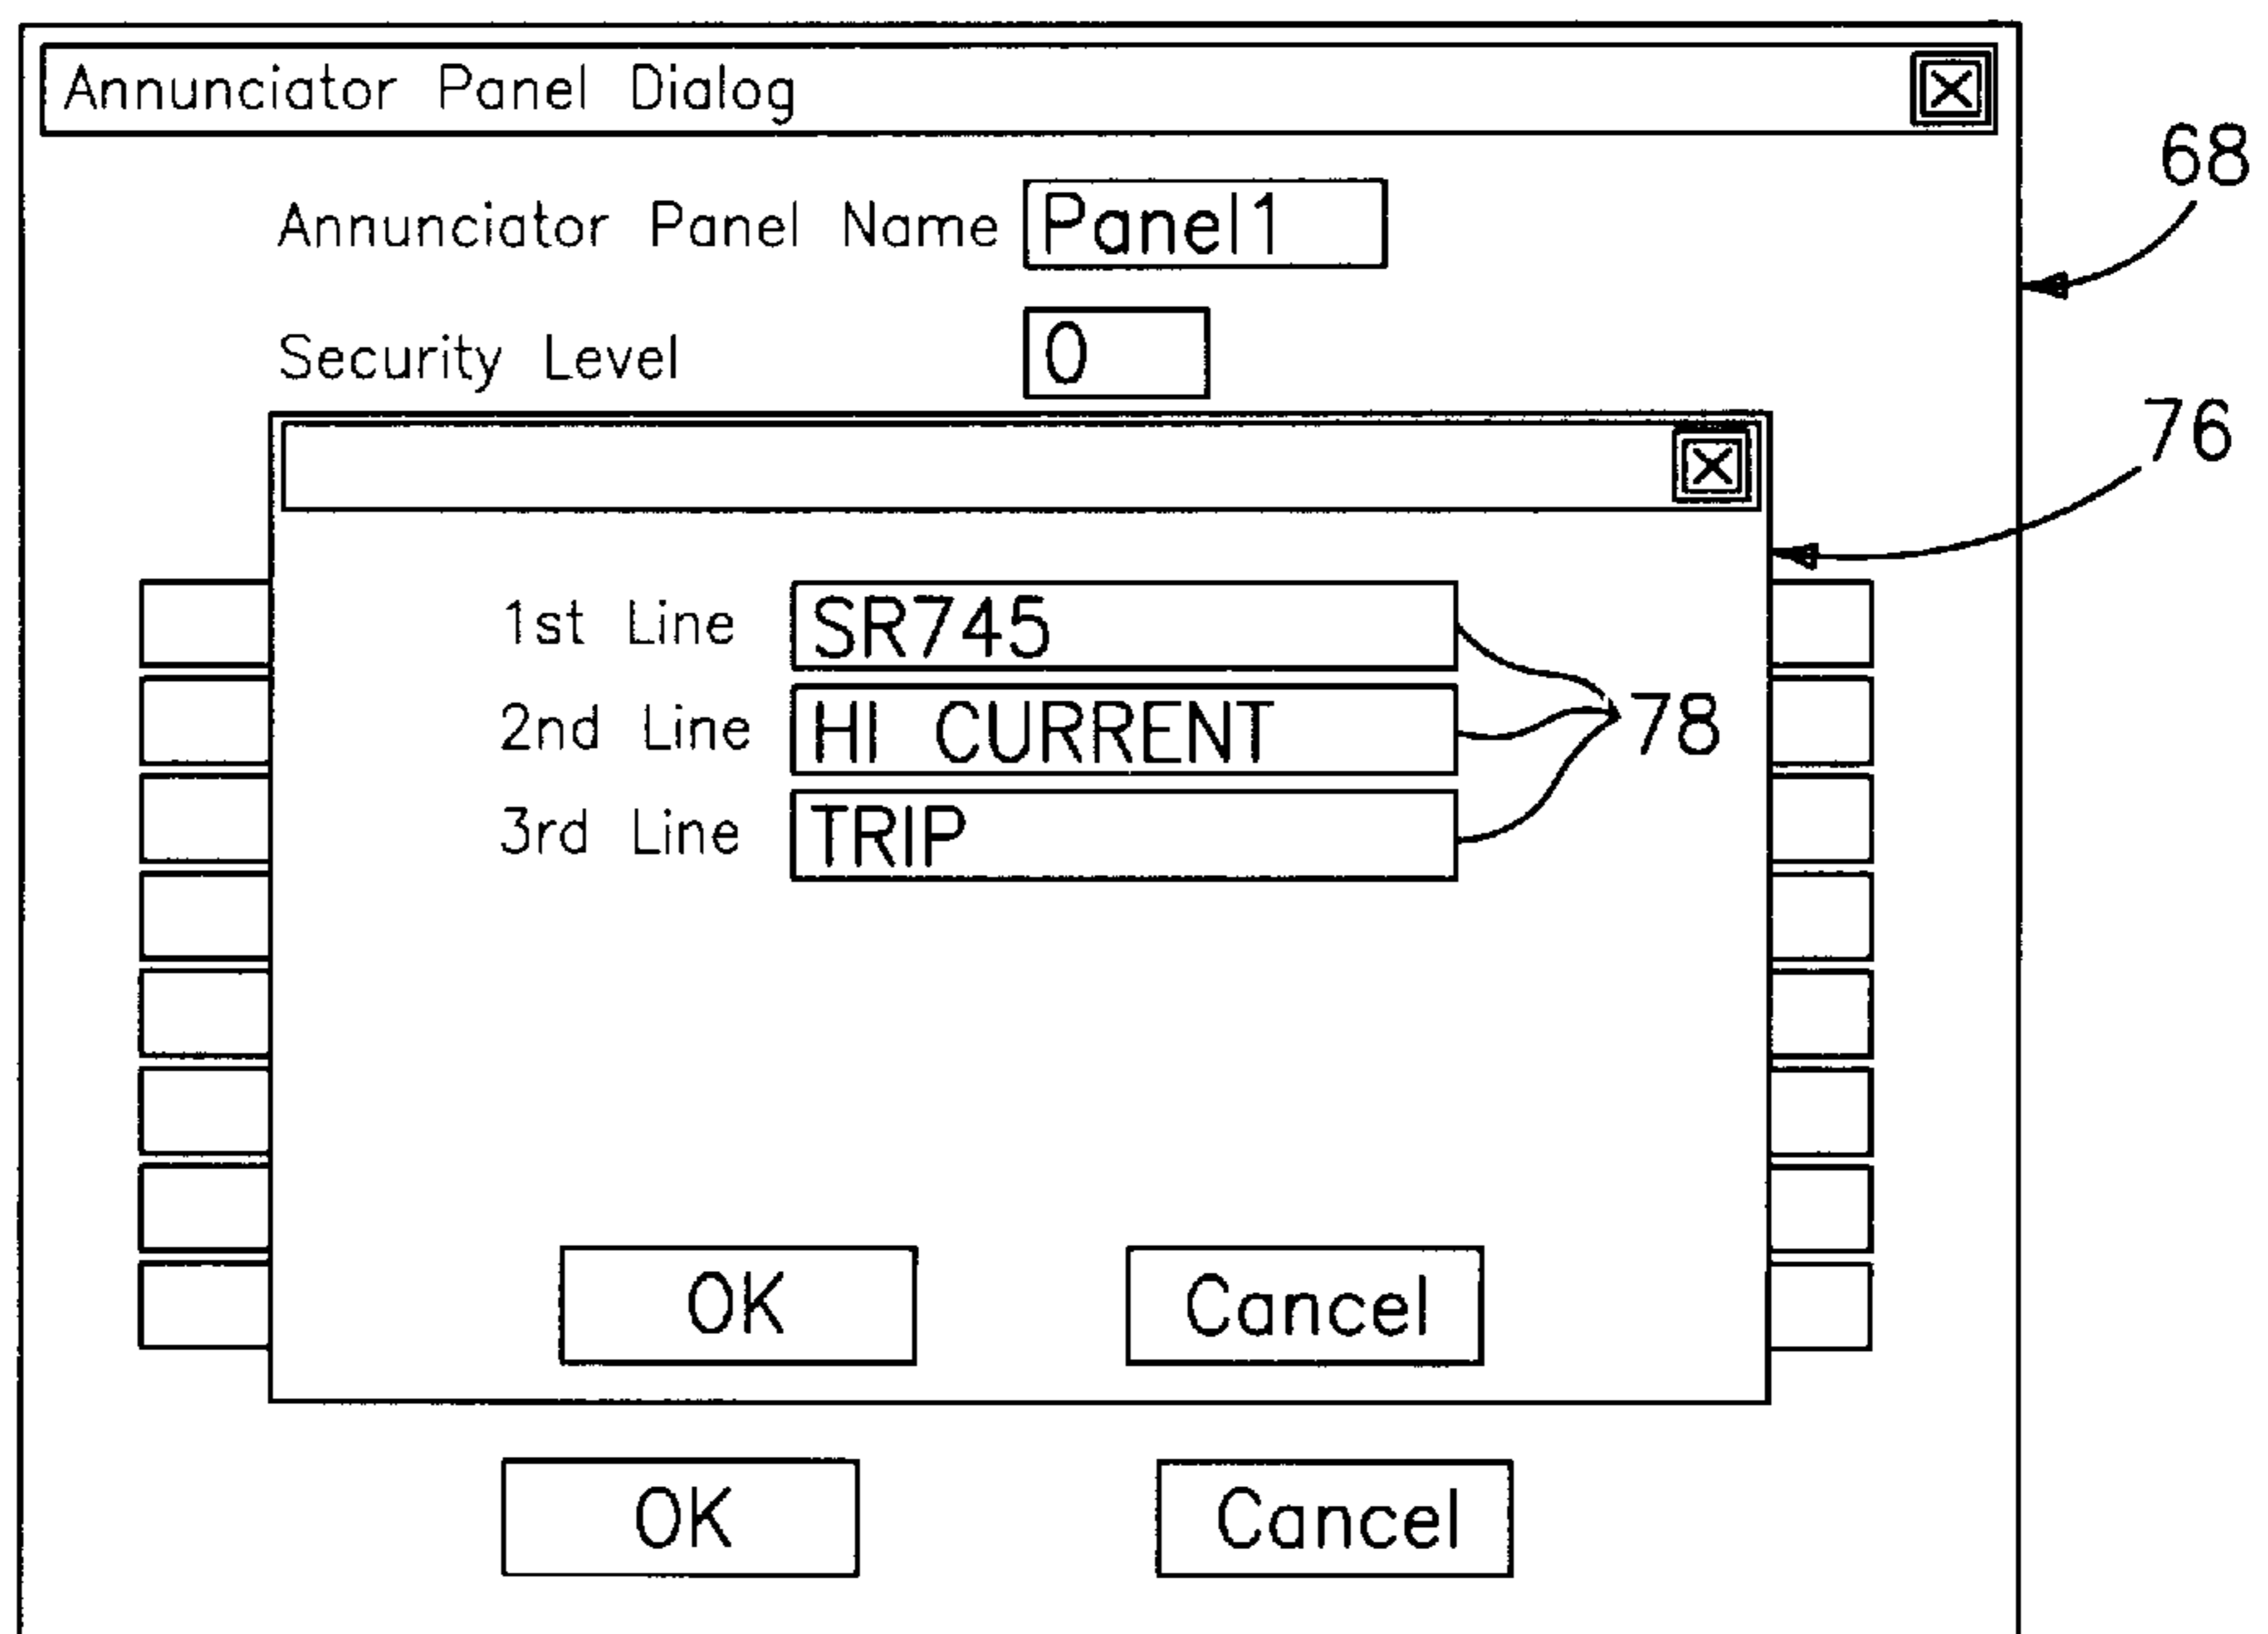 Annunciator Panel Dialog
68
Annunciator Panel Name Panel1
Security Level 0
76
1st Line SR745
2nd Line HI CURRENT
78
3rd Line TRIP
OK Cancel
OK Cancel